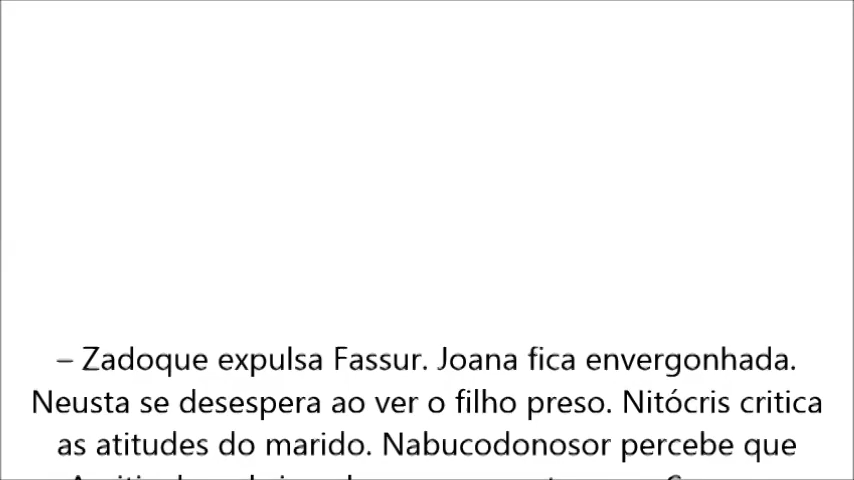 – Zadoque expulsa Fassur. Joana fica envergonhada.
Neusta se desespera ao ver o filho preso. Nitócris critica
as atitudes do marido. Nabucodonosor percebe que